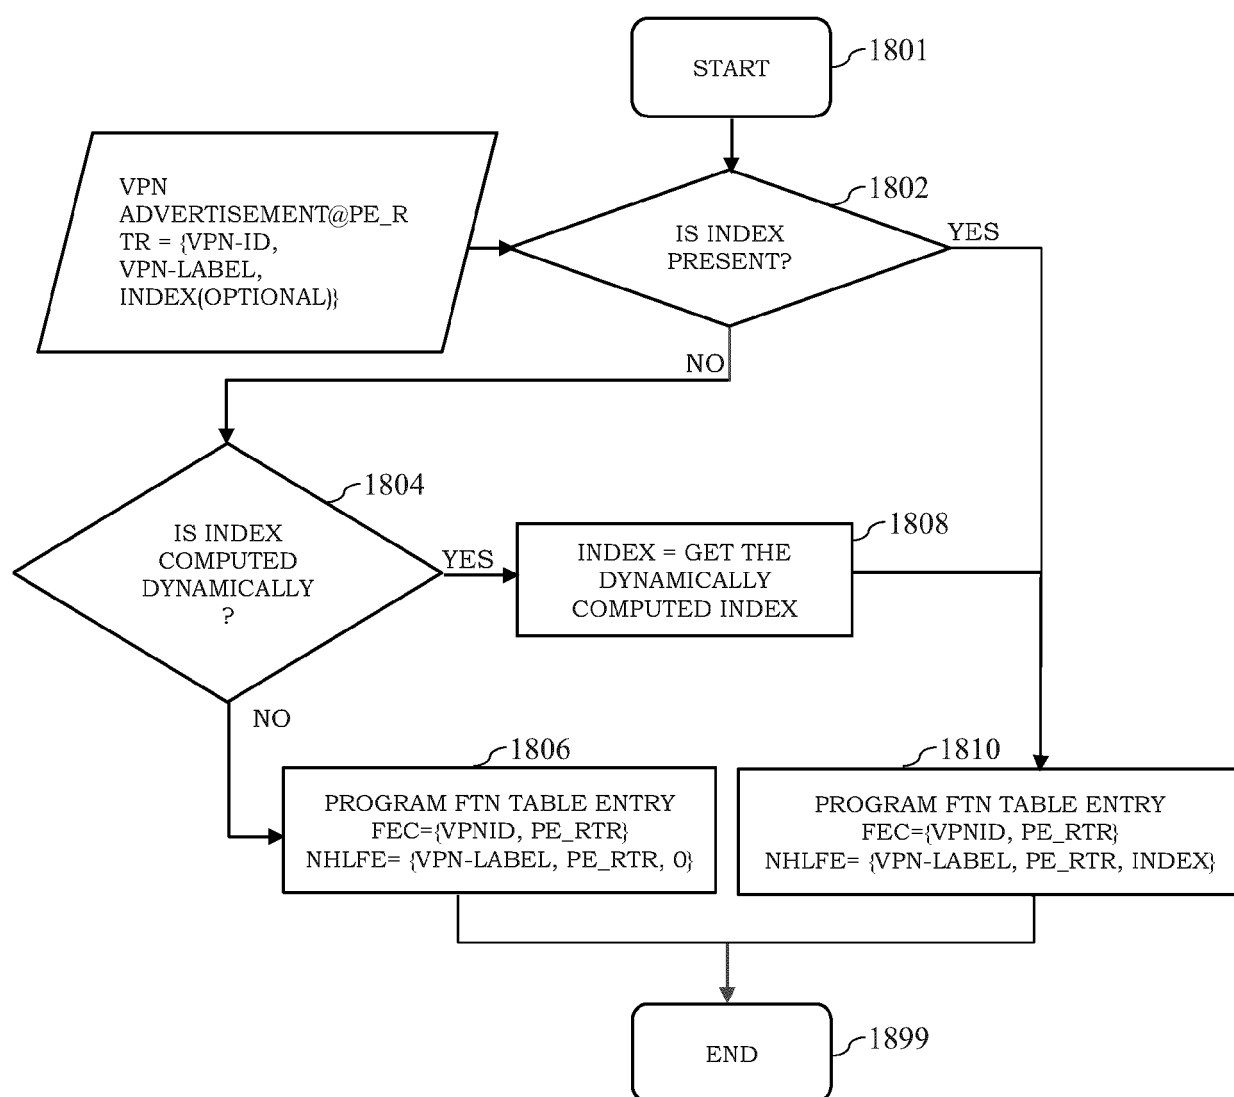 START
1801
VPN
ADVERTISEMENT@PE_R
TR = {VPN-ID,
VPN-LABEL,
INDEX(OPTIONAL)}
1802
IS INDEX
PRESENT?
YES
NO
1804
IS INDEX
COMPUTED
DYNAMICALLY
?
YES
1808
INDEX = GET THE
DYNAMICALLY
COMPUTED INDEX
NO
1806
PROGRAM FTN TABLE ENTRY
FEC={VPNID, PE_RTR}
NHLFE= {VPN-LABEL, PE_RTR, 0}
1810
PROGRAM FTN TABLE ENTRY
FEC={VPNID, PE_RTR}
NHLFE= {VPN-LABEL, PE_RTR, INDEX}
END
1899